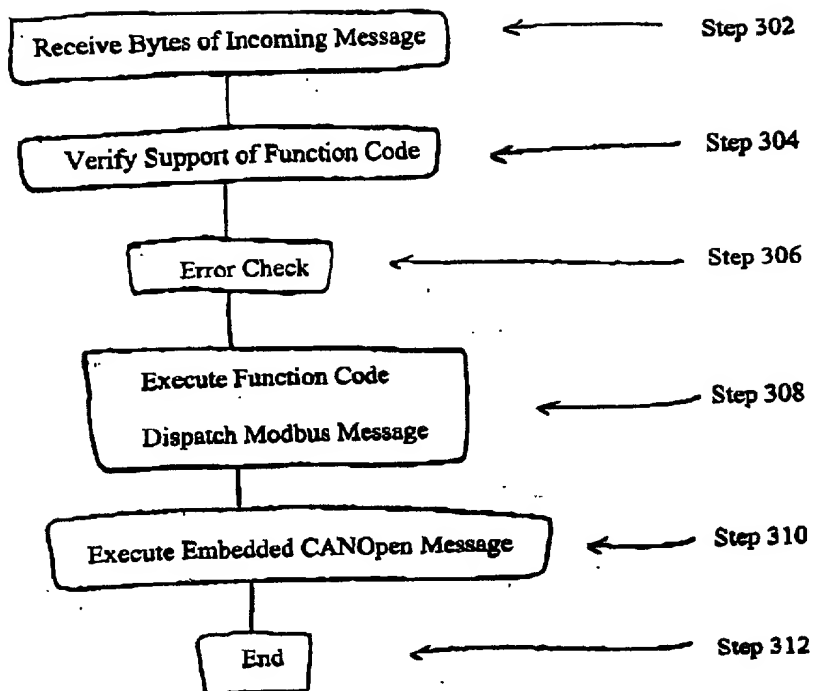 Receive Bytes of Incoming Message
Step 302
Verify Support of Function Code
Step 304
Error Check
Step 306
Execute Function Code
Dispatch Modbus Message
Step 308
Execute Embedded CANOpen Message
Step 310
End
Step 312